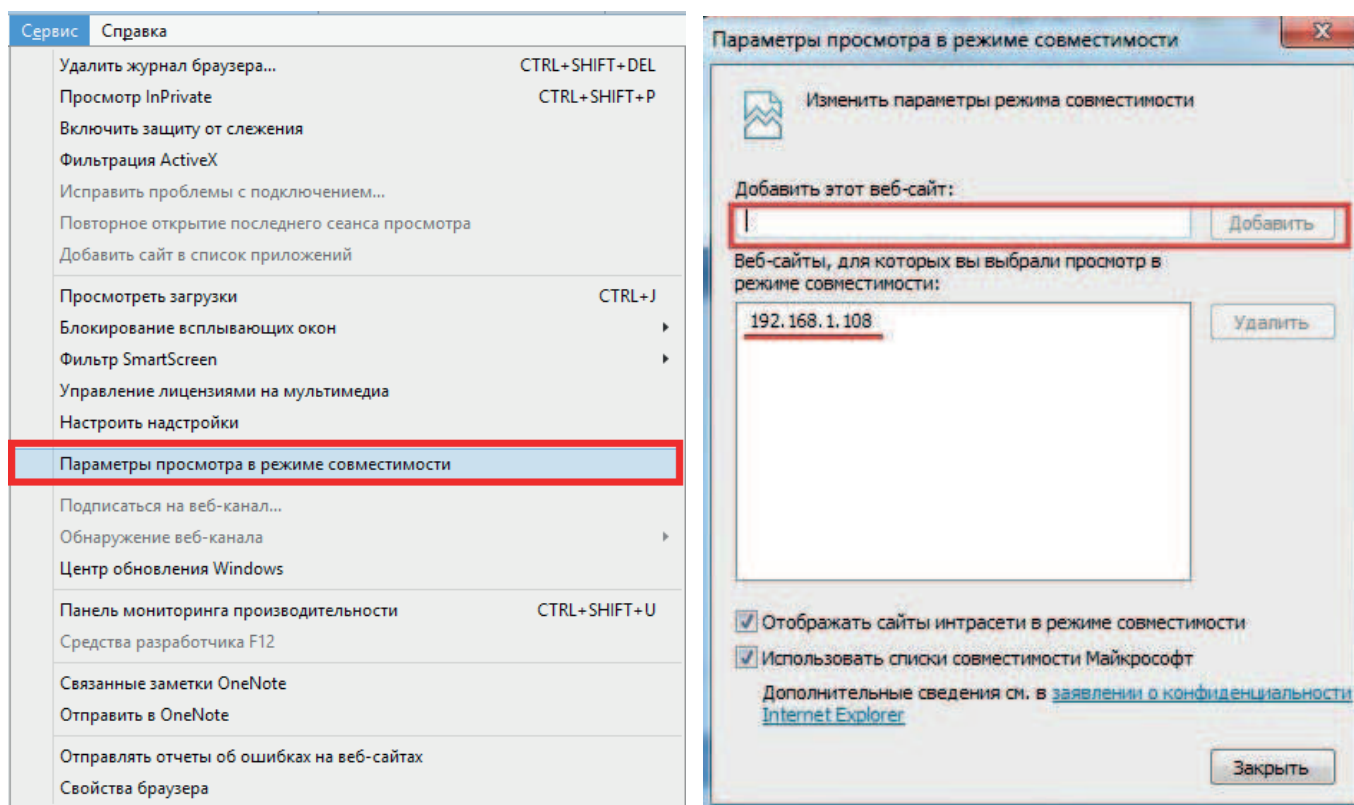 Сервис Справка
Удалить журнал браузера... CTRL+SHIFT+DEL
Просмотр InPrivate CTRL+SHIFT+P
Включить защиту от слежения
Фильтрация ActiveX
Исправить проблемы с подключением...
Повторное открытие последнего сеанса просмотра
Добавить сайт в список приложений
Просмотреть загрузки CTRL+J
Блокирование всплывающих окон
Фильтр SmartScreen
Управление лицензиями на мультимедиа
Настроить надстройки
Параметры просмотра в режиме совместимости
Подписаться на веб-канал...
Обнаружение веб-канала
Центр обновления Windows
Панель мониторинга производительности CTRL+SHIFT+U
Средства разработчика F12
Связанные заметки OneNote
Отправить в OneNote
Отправлять отчеты об ошибках на веб-сайтах
Свойства браузера
Параметры просмотра в режиме совместимости
Изменить параметры режима совместимости
Добавить этот веб-сайт:
Добавить
Веб-сайты, для которых вы выбрали просмотр в
режиме совместимости:
192.168.1.108
Удалить
Отображать сайты интрасети в режиме совместимости
Использовать списки совместимости Майкрософт
Дополнительные сведения см. в заявлении о конфиденциальности
Internet Explorer
Закрыть